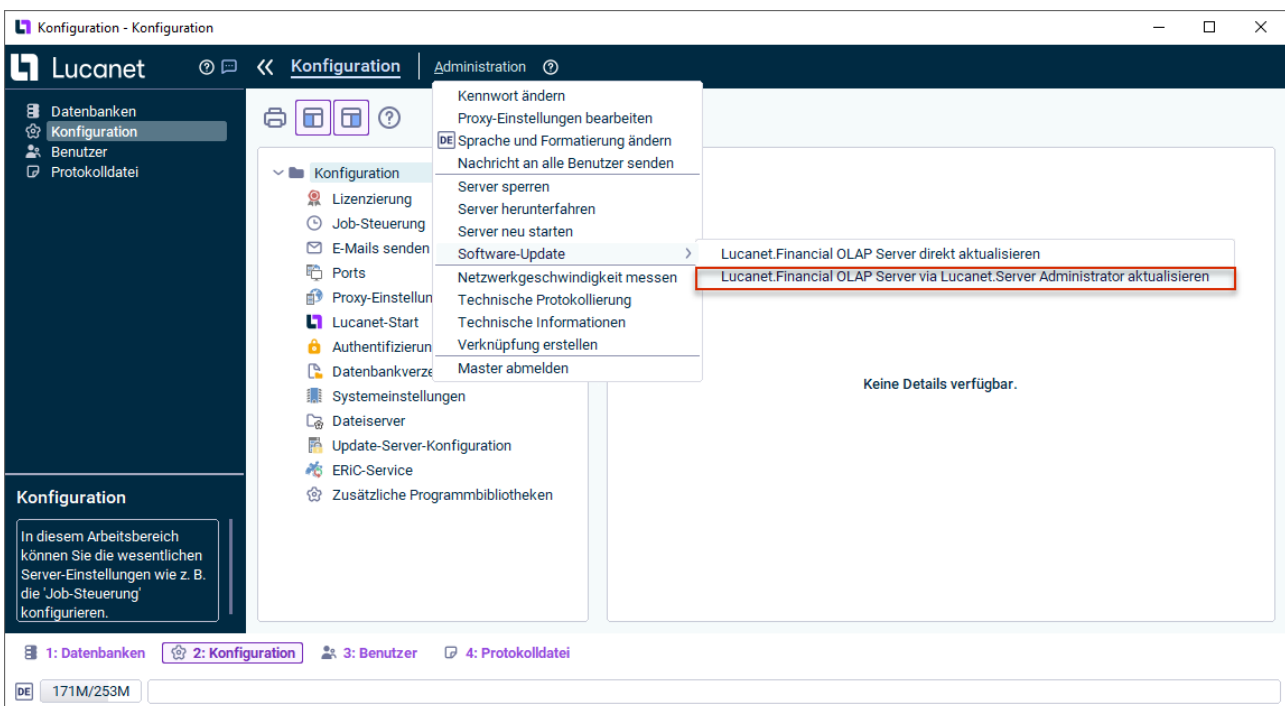 Konfiguration - Konfiguration
Lucanet
Konfiguration
Administration
Datenbanken
Konfiguration
Benutzer
Protokolldatei
Kennwort ändern
Proxy-Einstellungen bearbeiten
DE Sprache und Formatierung ändern
Nachricht an alle Benutzer senden
Server sperren
Server herunterfahren
Server neu starten
Software-Update
Netzwerkgeschwindigkeit messen
Technische Protokollierung
Technische Informationen
Verknüpfung erstellen
Master abmelden
Lucanet.Financial OLAP Server direkt aktualisieren
Lucanet.Financial OLAP Server via Lucanet.Server Administrator aktualisieren
Konfiguration
Lizenzierung
Job-Steuerung
E-Mails senden
Ports
Proxy-Einstellun
Lucanet-Start
Authentifizierun
Datenbankverze
Systemeinstellungen
Dateiserver
Update-Server-Konfiguration
ERiC-Service
Zusätzliche Programmbibliotheken
Keine Details verfügbar.
Konfiguration
In diesem Arbeitsbereich
können Sie die wesentlichen
Server-Einstellungen wie z. B.
die 'Job-Steuerung'
konfigurieren.
1: Datenbanken
2: Konfiguration
3: Benutzer
4: Protokolldatei
DE
171M/253M